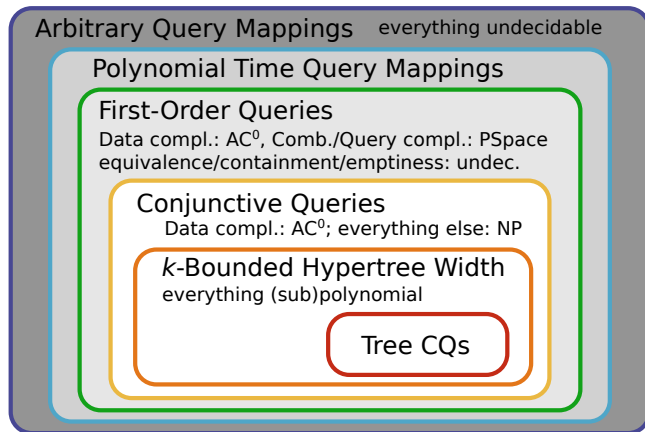 Arbitrary Query Mappings everything undecidable
Polynomial Time Query Mappings
First-Order Queries
Data compl.: AC⁰, Comb./Query compl.: PSpace
equivalence/containment/emptiness: undec.
Conjunctive Queries
Data compl.: AC⁰; everything else: NP
k-Bounded Hypertree Width
everything (sub)polynomial
Tree CQs